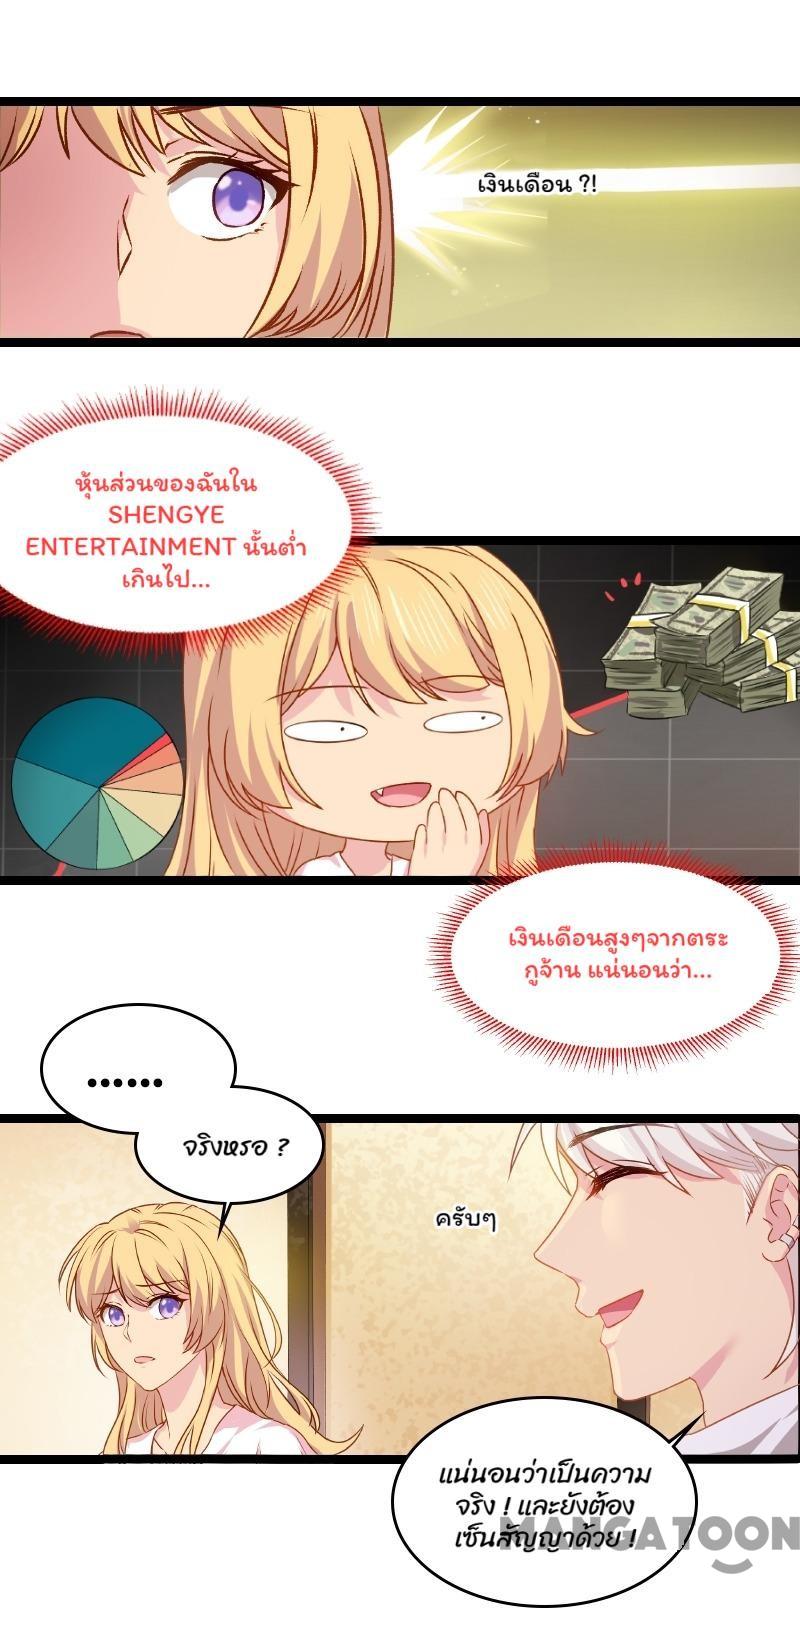 เงินเดือน ?!
หุ้นส่วนของฉันใน
SHENGYE
ENTERTAINMENT นั้นต่ำ
เกินไป...
เงินเดือนสูงๆจากตระ
กูจ้าน แน่นอนว่า...
......
จริงหรอ ?
ครับๆ
แน่นอนว่าเป็นความ
จริง ! และยังต้อง
เซ็นสัญญาด้วย !
MANGATOON